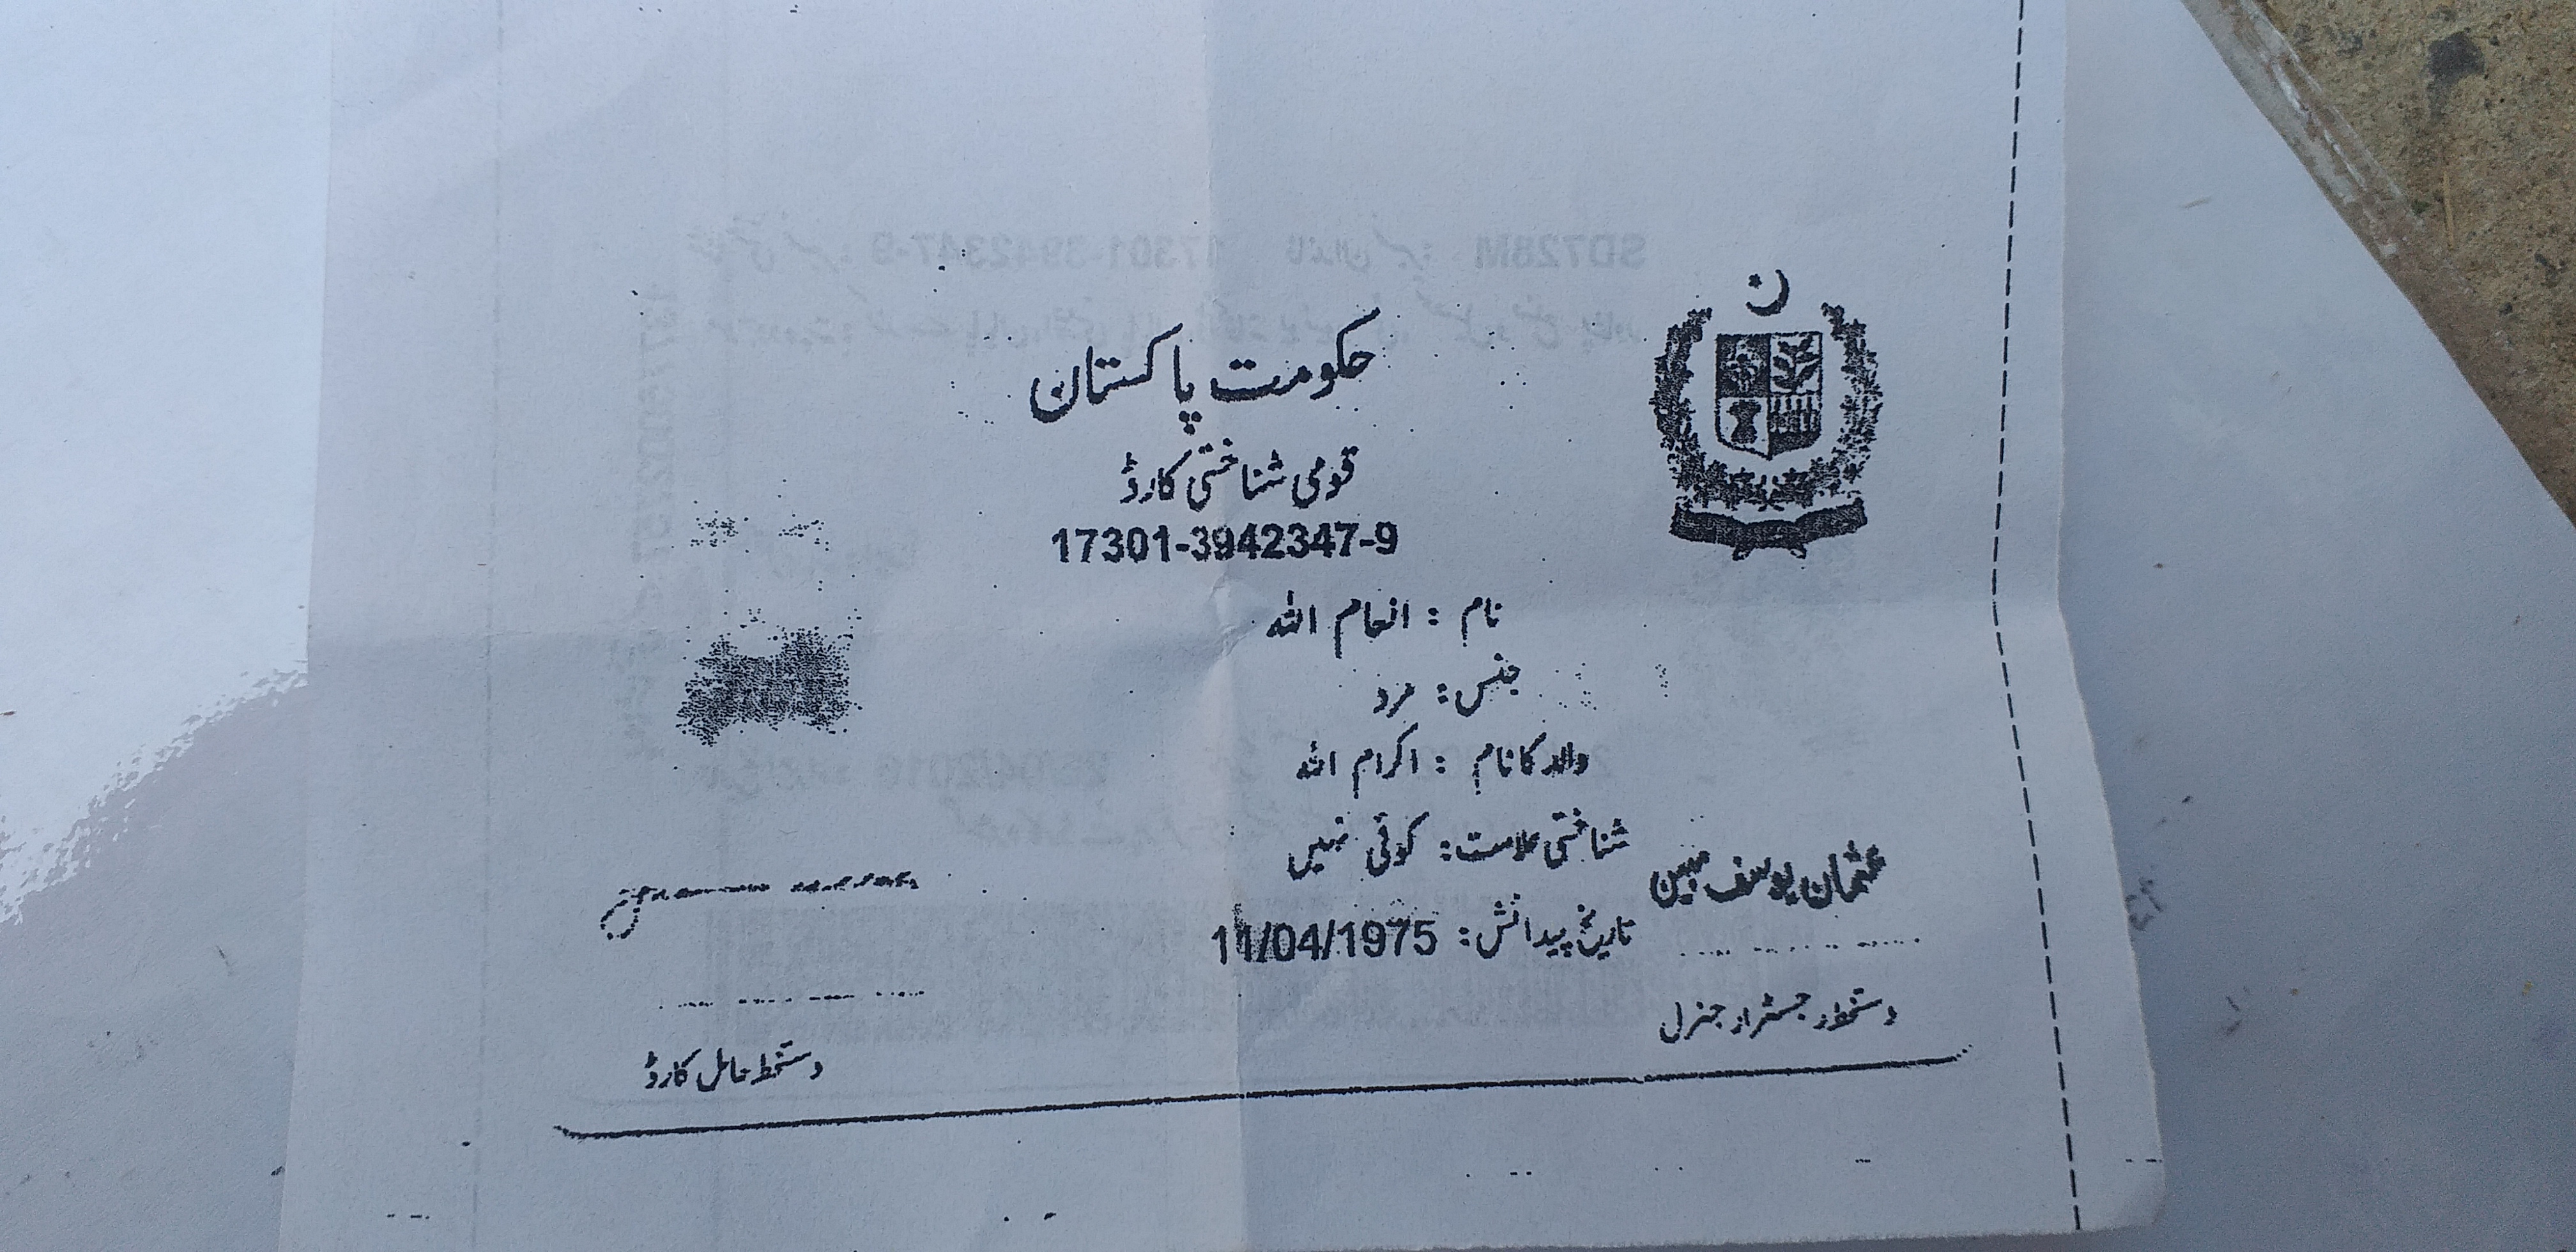 حکومت پاکستان
قومی شناختی کارڈ
17301-3942347-9
نام : انعام اللہ
جنس : مرد
والد کا نام : اکرام اللہ
شناختی علامت : کوئی نہیں
عثمان یوسف مبین
تاریخ پیدائش : 11/04/1975
دستخط رجسٹرار جنرل
دستخط حامل کارڈ